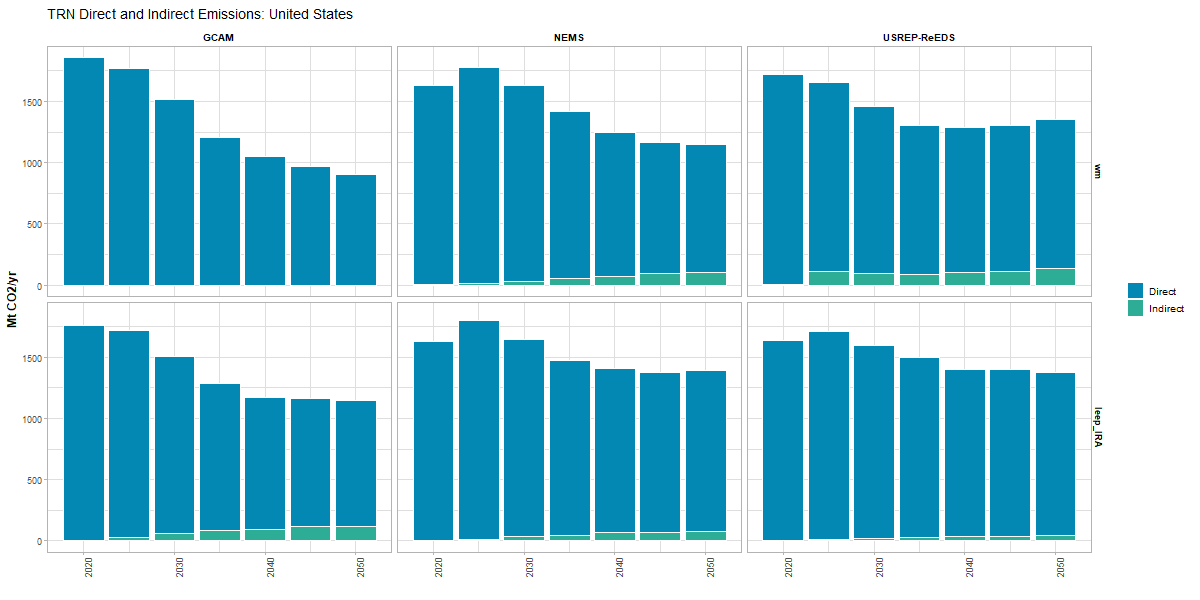 TRN Direct and Indirect Emissions: United States
GCAM
NEMS
USREP-ReEDS
1500
1000
500
0
wm
Mt CO2/yr
Direct
Indirect
1500
1000
500
0
leep_IRA
2020
2030
2040
2050
2020
2030
2040
2050
2020
2030
2040
2050